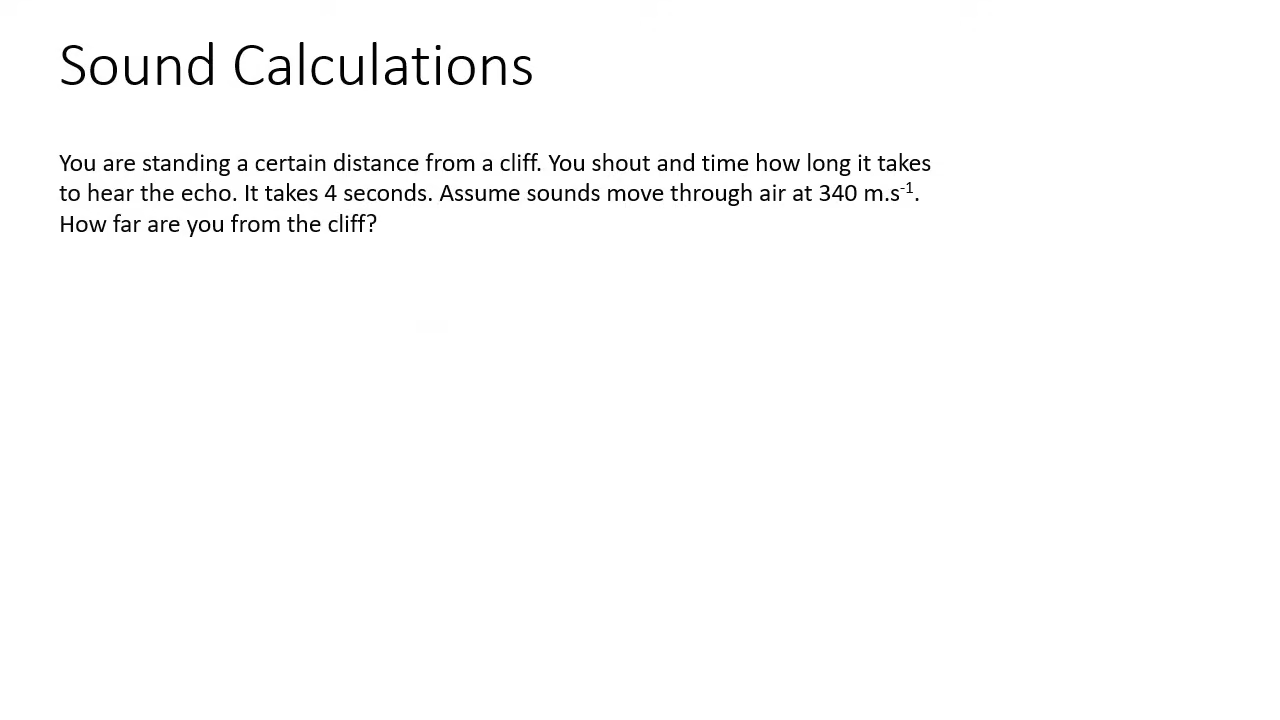 Sound Calculations
You are standing a certain distance from a cliff. You shout and time how long it takes
to hear the echo. It takes 4 seconds. Assume sounds move through air at 340 m.s⁻¹.
How far are you from the cliff?